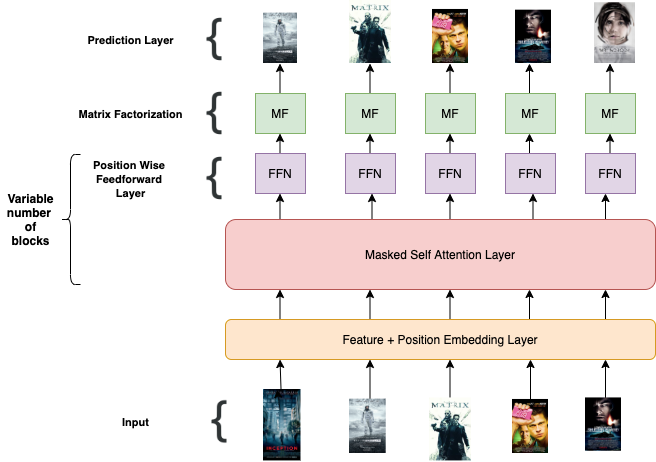 Prediction Layer
MATRIX
Matrix Factorization
MF MF MF MF MF
Position Wise
Feedforward
Layer
FFN FFN FFN FFN FFN
Variable
number
of
blocks
Masked Self Attention Layer
Feature + Position Embedding Layer
Input
INCEPTION
MATRIX